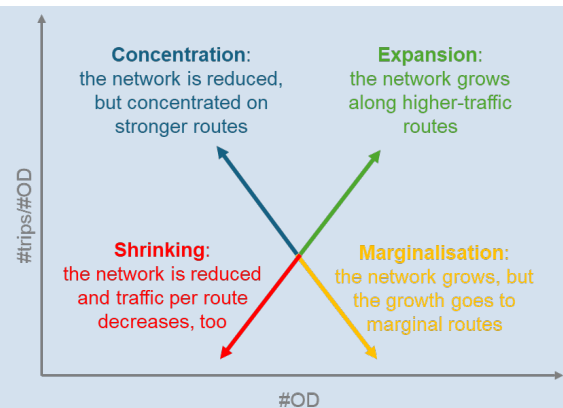 Concentration:
the network is reduced,
but concentrated on
stronger routes
Expansion:
the network grows
along higher-traffic
routes
#trips/#OD
Shrinking:
the network is reduced
and traffic per route
decreases, too
Marginalisation:
the network grows, but
the growth goes to
marginal routes
#OD